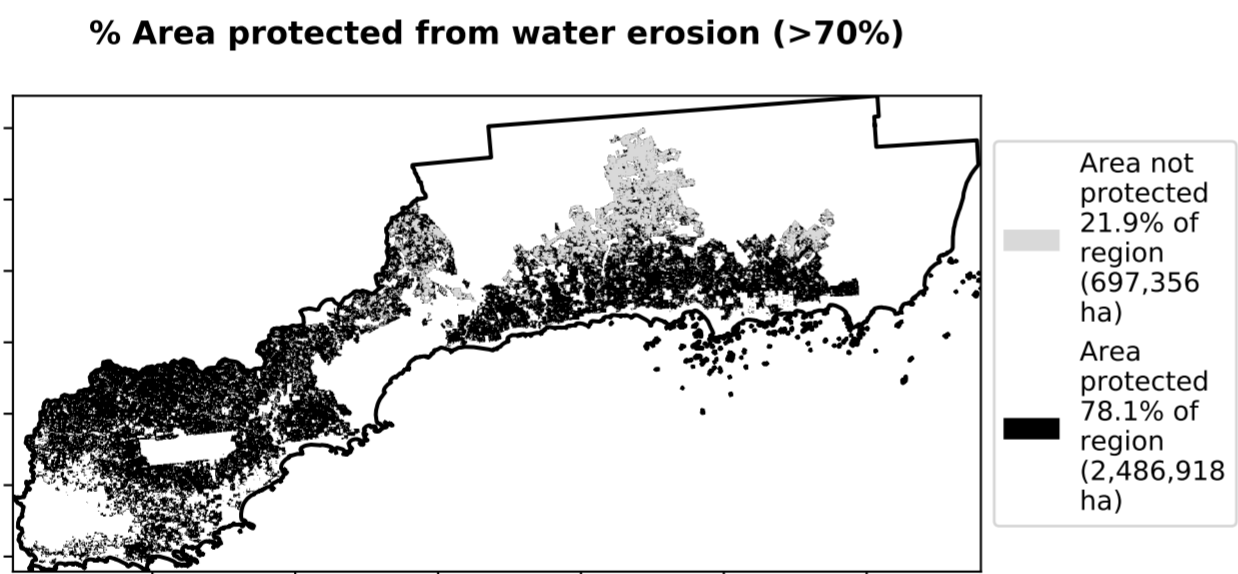 % Area protected from water erosion (>70%)
Area not
protected
21.9% of
region
(697,356
ha)
Area
protected
78.1% of
region
(2,486,918
ha)